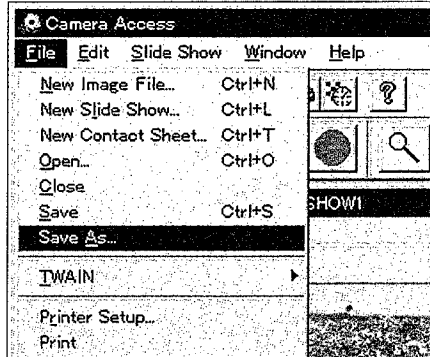 Camera Access
File Edit Slide Show Window Help
New Image File... Ctrl+N
New Slide Show... Ctrl+L
New Contact Sheet... Ctrl+T
Open... Ctrl+O
Close
Save Ctrl+S
SHOW1
Save As...
TWAIN
Printer Setup...
Print